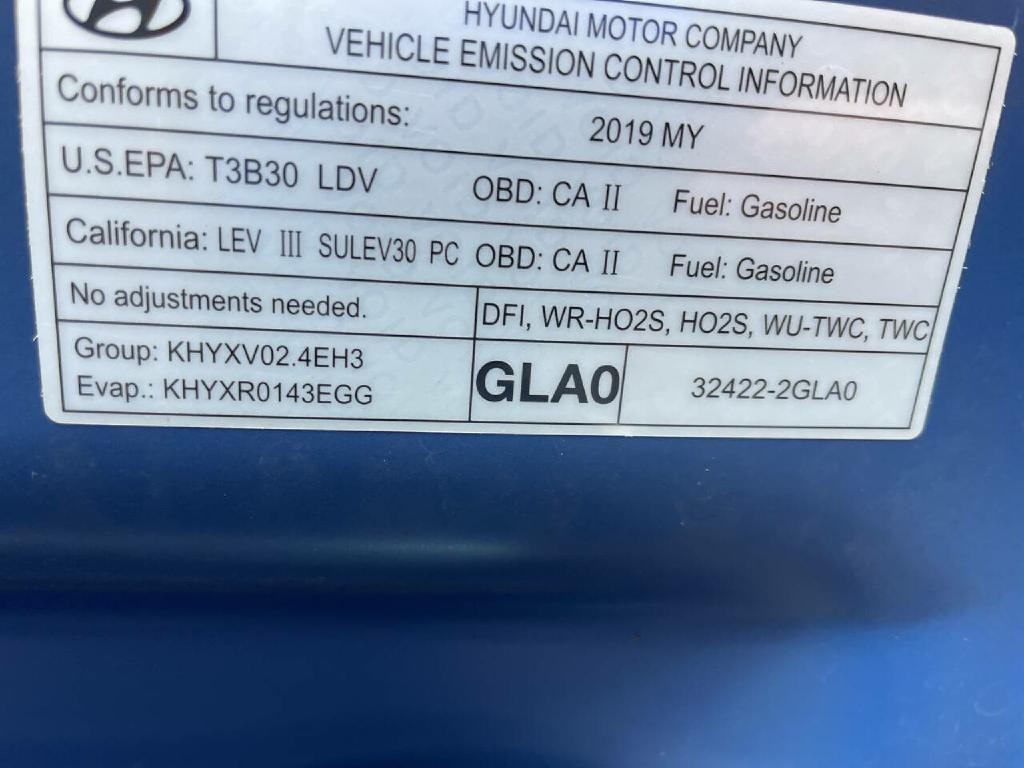 HYUNDAI MOTOR COMPANY
VEHICLE EMISSION CONTROL INFORMATION
Conforms to regulations: 2019 MY
U.S.EPA: T3B30 LDV OBD: CA II Fuel: Gasoline
California: LEV III SULEV30 PC OBD: CA II Fuel: Gasoline
No adjustments needed. DFI, WR-HO2S, HO2S, WU-TWC, TWC
Group: KHYXV02.4EH3
Evap.: KHYXR0143EGG
GLA0 32422-2GLA0